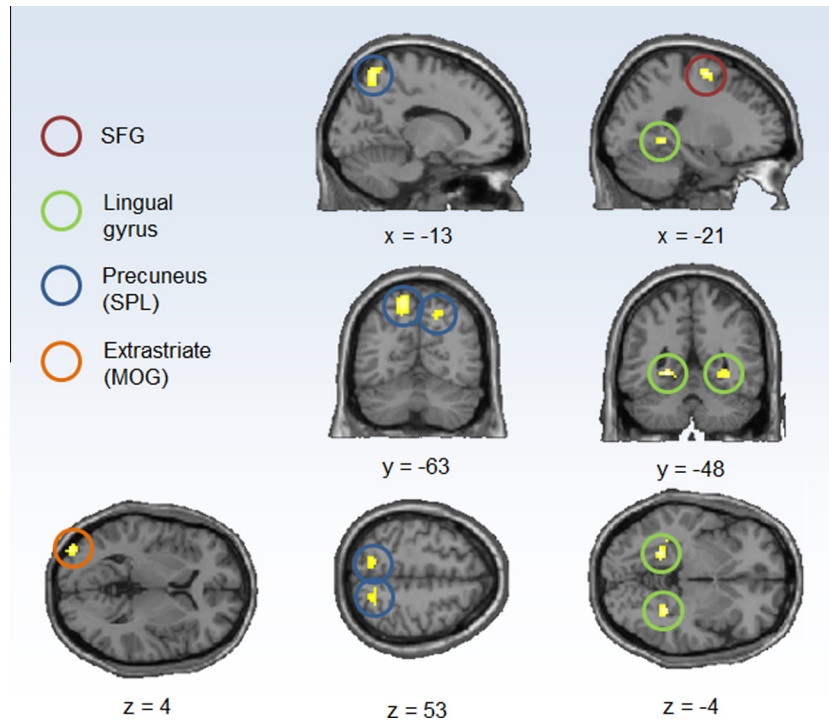 SFG
Lingual
gyrus
Precuneus
(SPL)
Extrastriate
(MOG)
x = -13
x = -21
y = -63
y = -48
z = 4
z = 53
z = -4